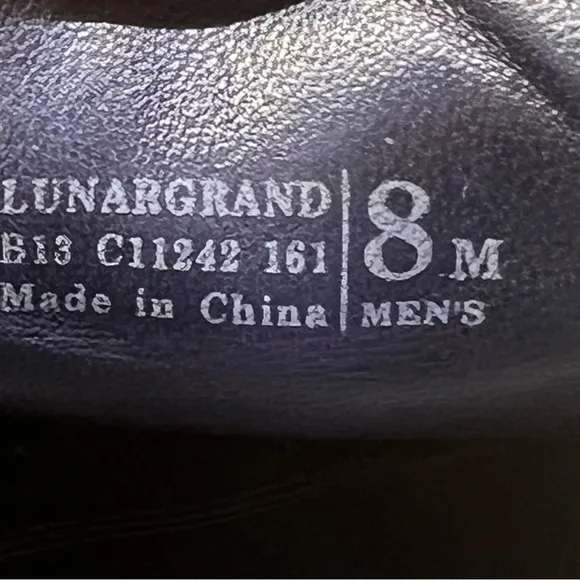 LUNARGRAND
B13 C11242 161
Made in China
8 M
MEN'S